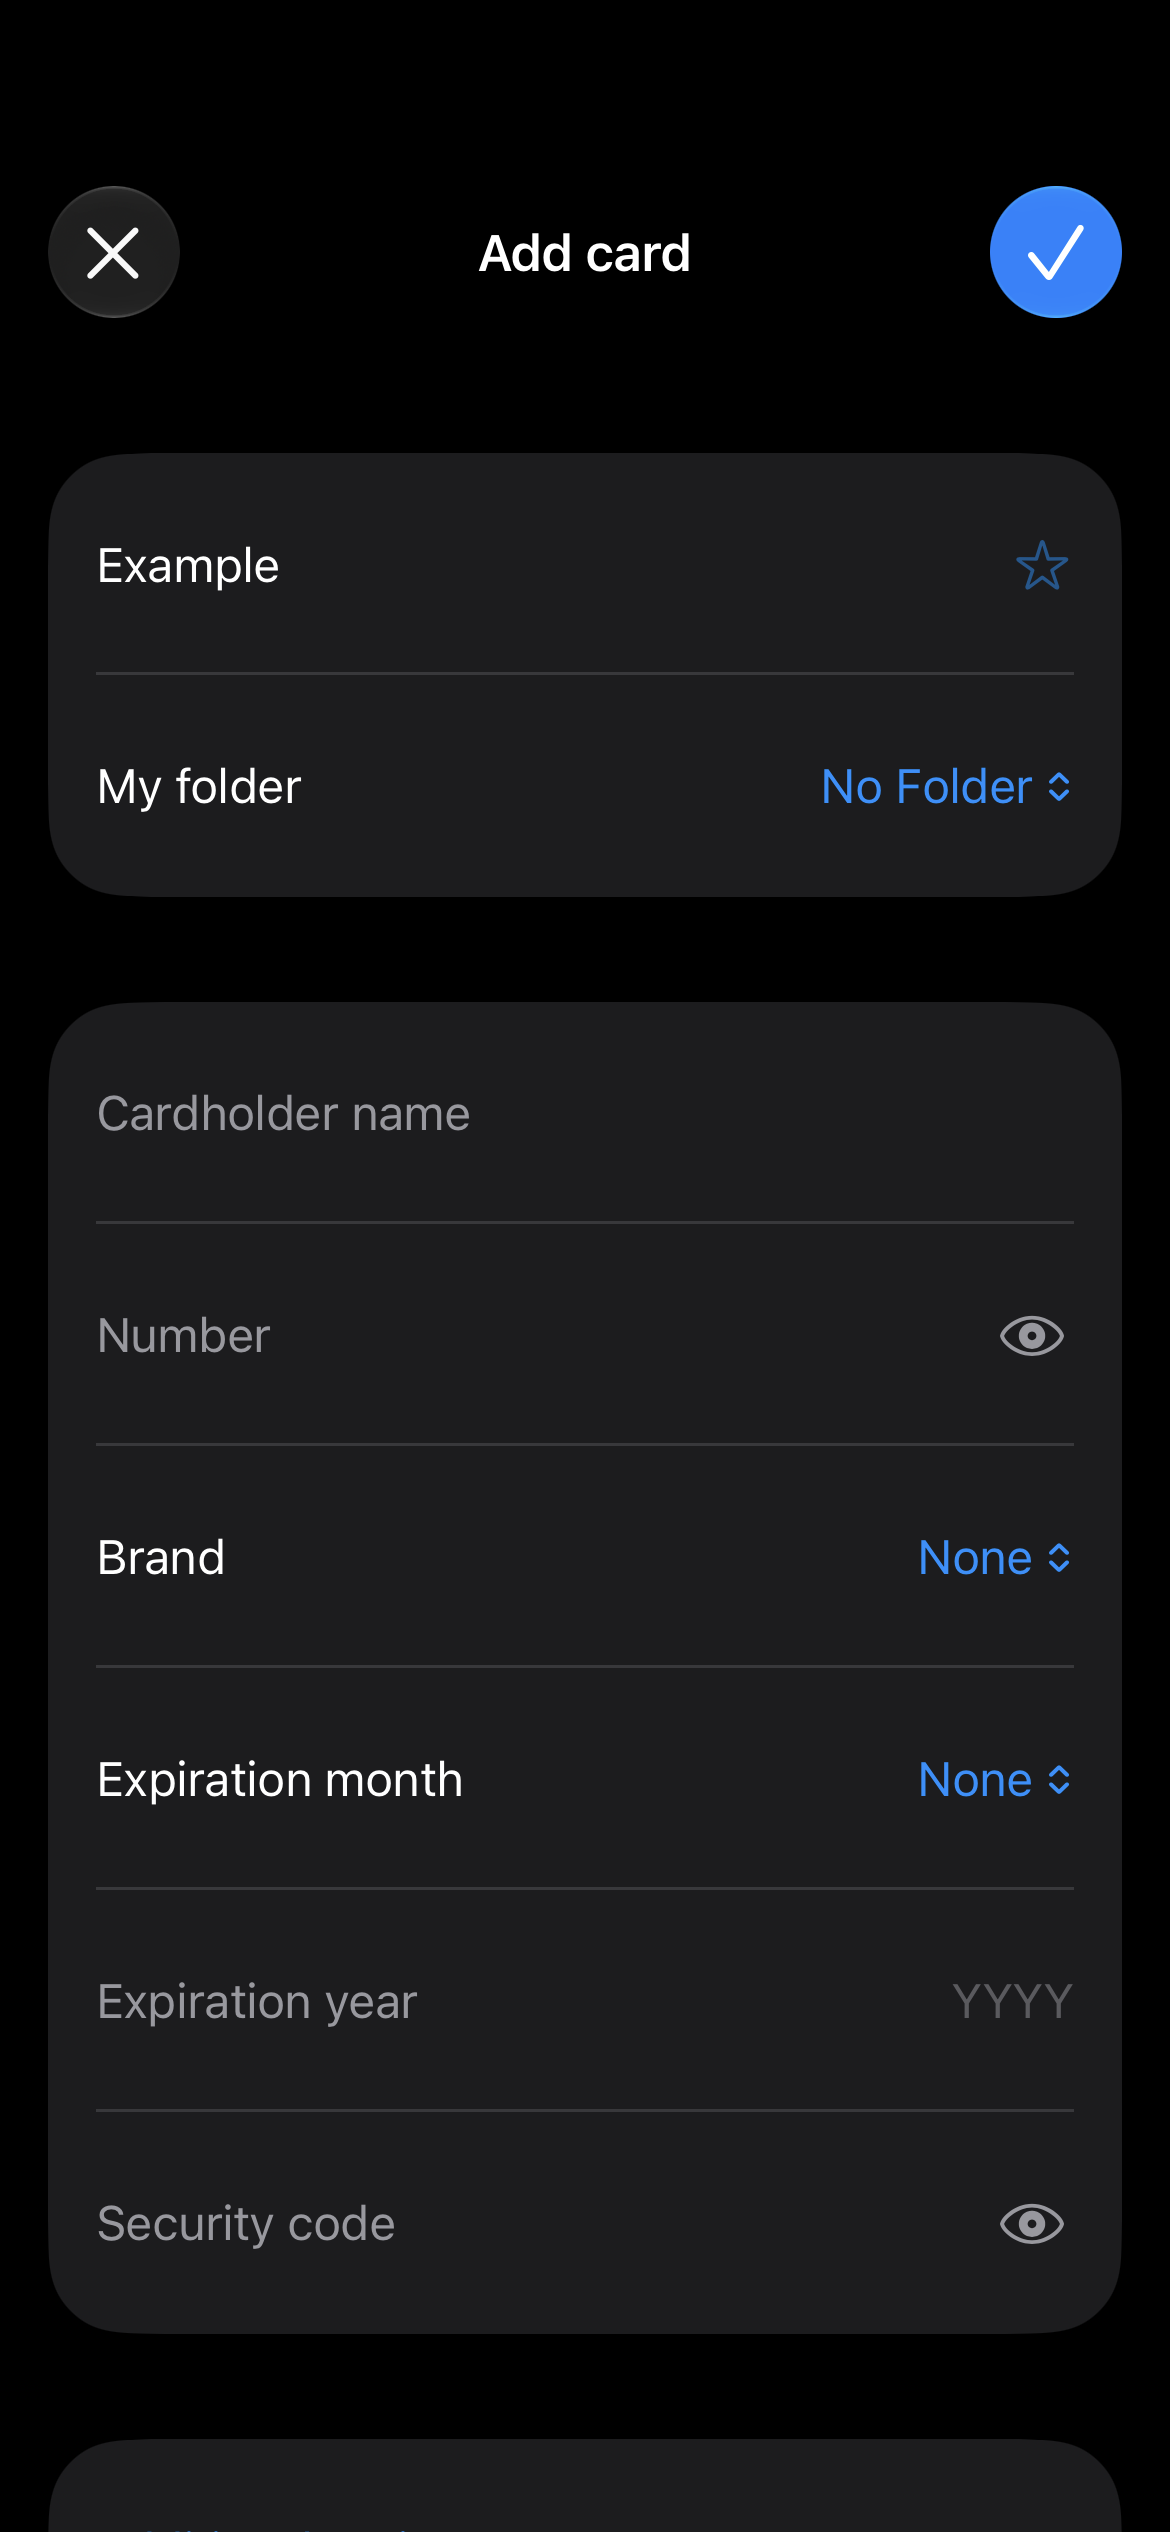 Add card
Example
My folder No Folder
Cardholder name
Number
Brand None
Expiration month None
Expiration year YYYY
Security code